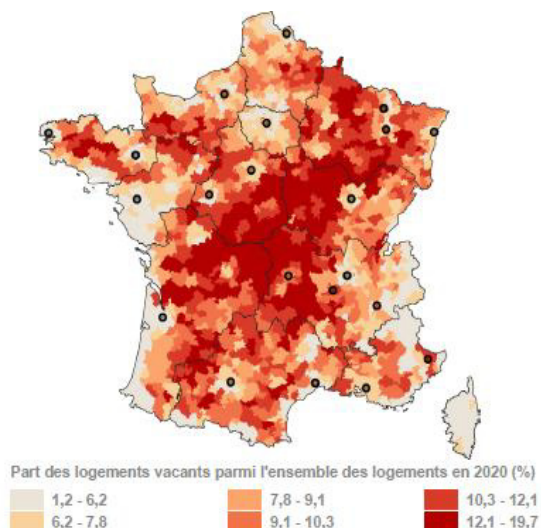 Part des logements vacants parmi l'ensemble des logements en 2020 (%)
1,2 - 6,2 7,8 - 9,1 10,3 - 12,1
6,2 - 7,8 9,1 - 10,3 12,1 - 19,7